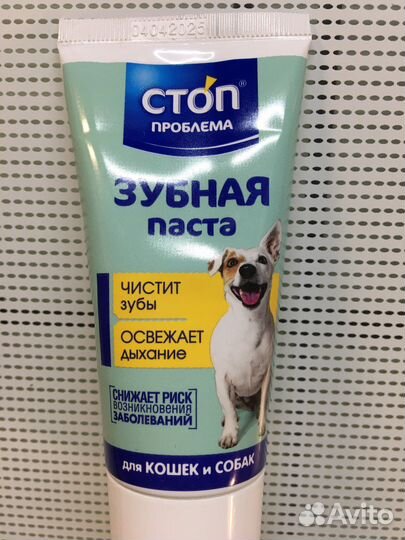 04042025
СТОП
ПРОБЛЕМА
ЗУБНАЯ
паста
ЧИСТИТ
зубы
ОСВЕЖАЕТ
дыхание
СНИЖАЕТ РИСК
ВОЗНИКНОВЕНИЯ
ЗАБОЛЕВАНИЙ
для КОШЕК и СОБАК
Avito